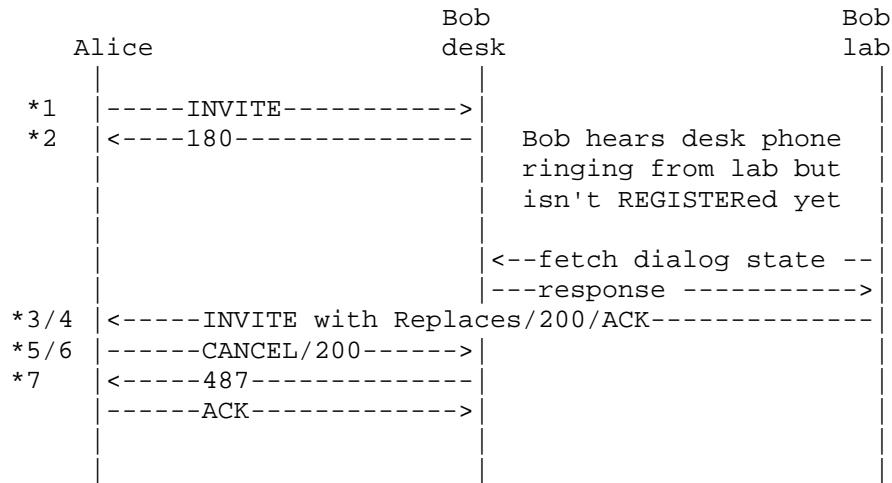 Bob Bob
Alice desk lab
| | |
*1 |-----INVITE----------->| |
*2 |<----180---------------| Bob hears desk phone |
| | ringing from lab but |
| | isn't REGISTERed yet |
| | |
| |<--fetch dialog state --|
| |---response ----------->|
*3/4 |<-----INVITE with Replaces/200/ACK--------------|
*5/6 |------CANCEL/200------>| |
*7 |<-----487--------------| |
|------ACK------------->| |
| | |
| | |